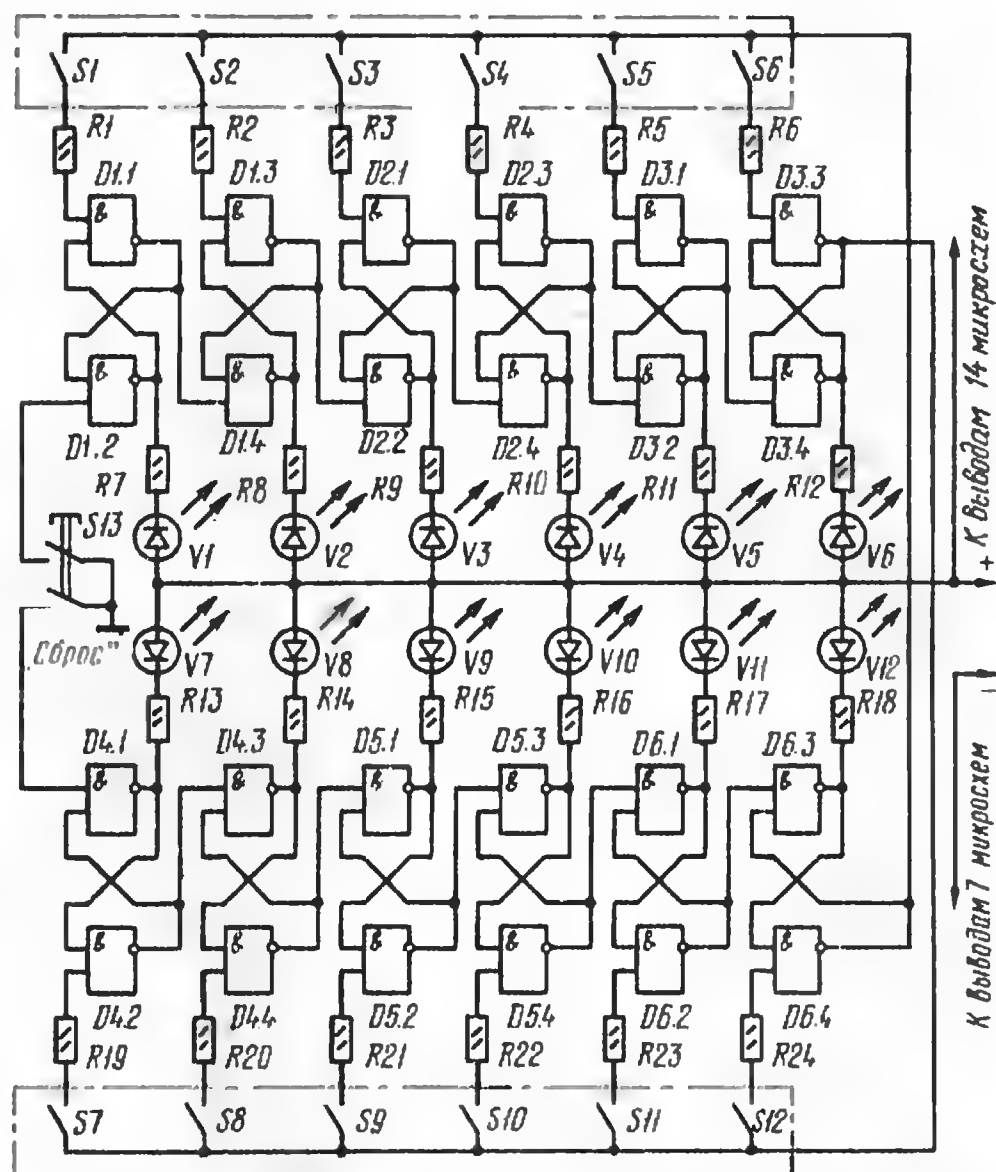 S1 S2 S3 S4 S5 S6
R1 R2 R3 R4 R5 R6
D1.1 D1.3 D2.1 D2.3 D3.1 D3.3
& & & & & &
& & & & & &
D1.2 D1.4 D2.2 D2.4 D3.2 D3.4
R7 R8 R9 R10 R11 R12
S13
V1 V2 V3 V4 V5 V6
+ К выводам 14 микросхем
Сброс"
V7 V8 V9 V10 V11 V12
R13 R14 R15 R16 R17 R18
−
К выводам 7 микросхем
D4.1 D4.3 D5.1 D5.3 D6.1 D6.3
& & & & & &
& & & & & &
D4.2 D4.4 D5.2 D5.4 D6.2 D6.4
R19 R20 R21 R22 R23 R24
S7 S8 S9 S10 S11 S12